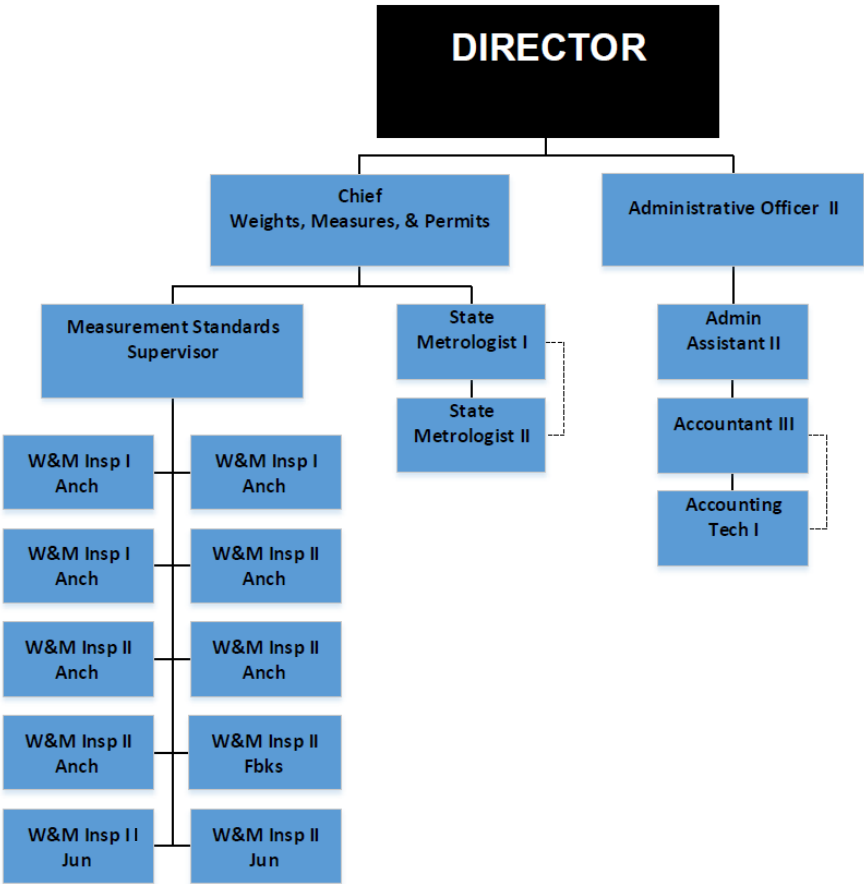 DIRECTOR
Chief
Weights, Measures, & Permits
Administrative Officer II
Measurement Standards
Supervisor
State
Metrologist I
Admin
Assistant II
State
Metrologist II
Accountant III
W&M Insp I
Anch
W&M Insp I
Anch
Accounting
Tech I
W&M Insp I
Anch
W&M Insp II
Anch
W&M Insp II
Anch
W&M Insp II
Anch
W&M Insp II
Anch
W&M Insp II
Fbks
W&M Insp I I
Jun
W&M Insp II
Jun